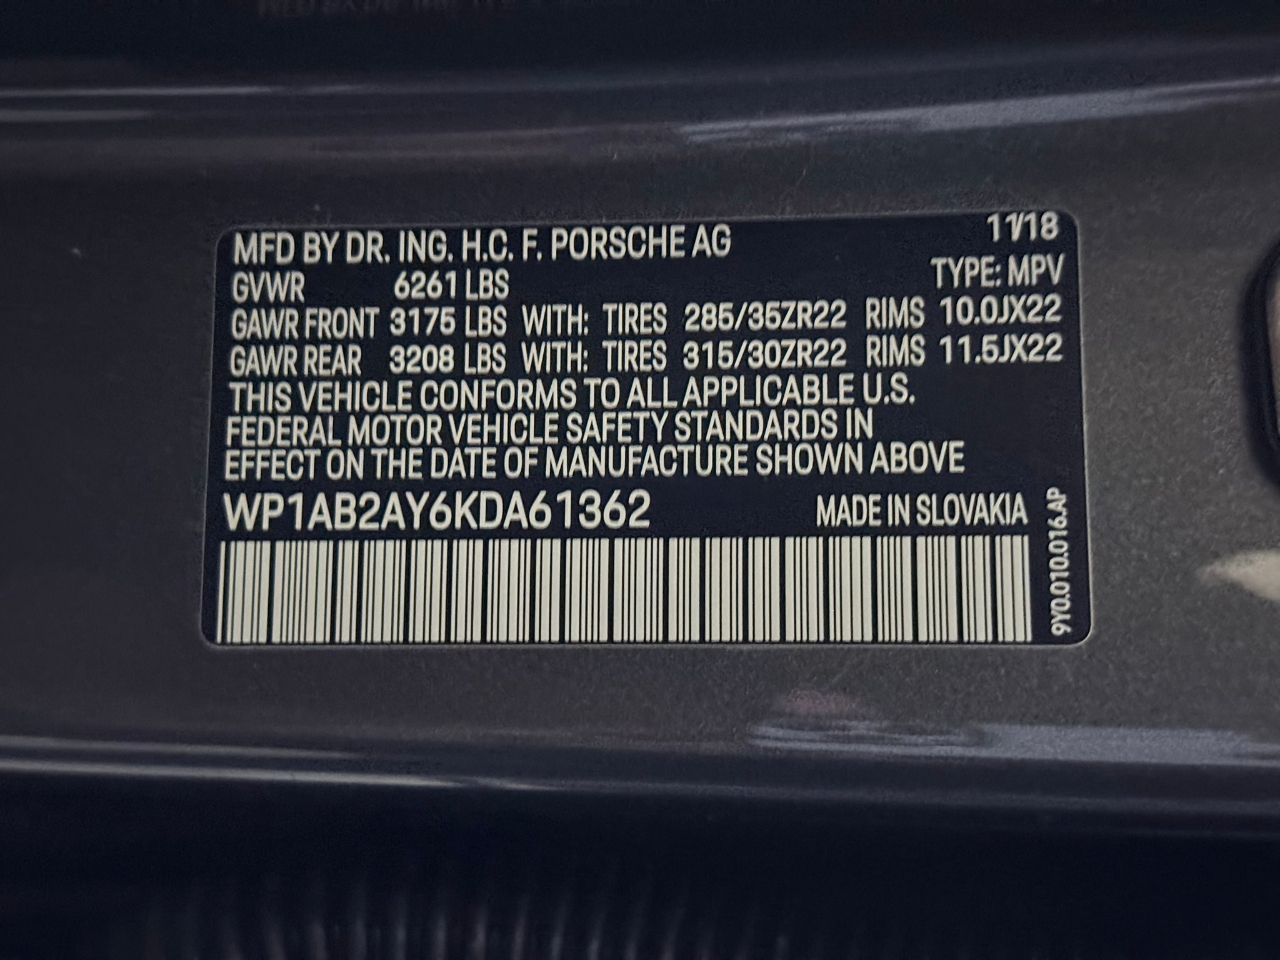 MFD BY DR. ING. H.C. F. PORSCHE AG 11/18
GVWR 6261 LBS TYPE: MPV
GAWR FRONT 3175 LBS WITH: TIRES 285/35ZR22 RIMS 10.0JX22
GAWR REAR 3208 LBS WITH: TIRES 315/30ZR22 RIMS 11.5JX22
THIS VEHICLE CONFORMS TO ALL APPLICABLE U.S.
FEDERAL MOTOR VEHICLE SAFETY STANDARDS IN
EFFECT ON THE DATE OF MANUFACTURE SHOWN ABOVE
WP1AB2AY6KDA61362 MADE IN SLOVAKIA
9Y0.010.016.AP